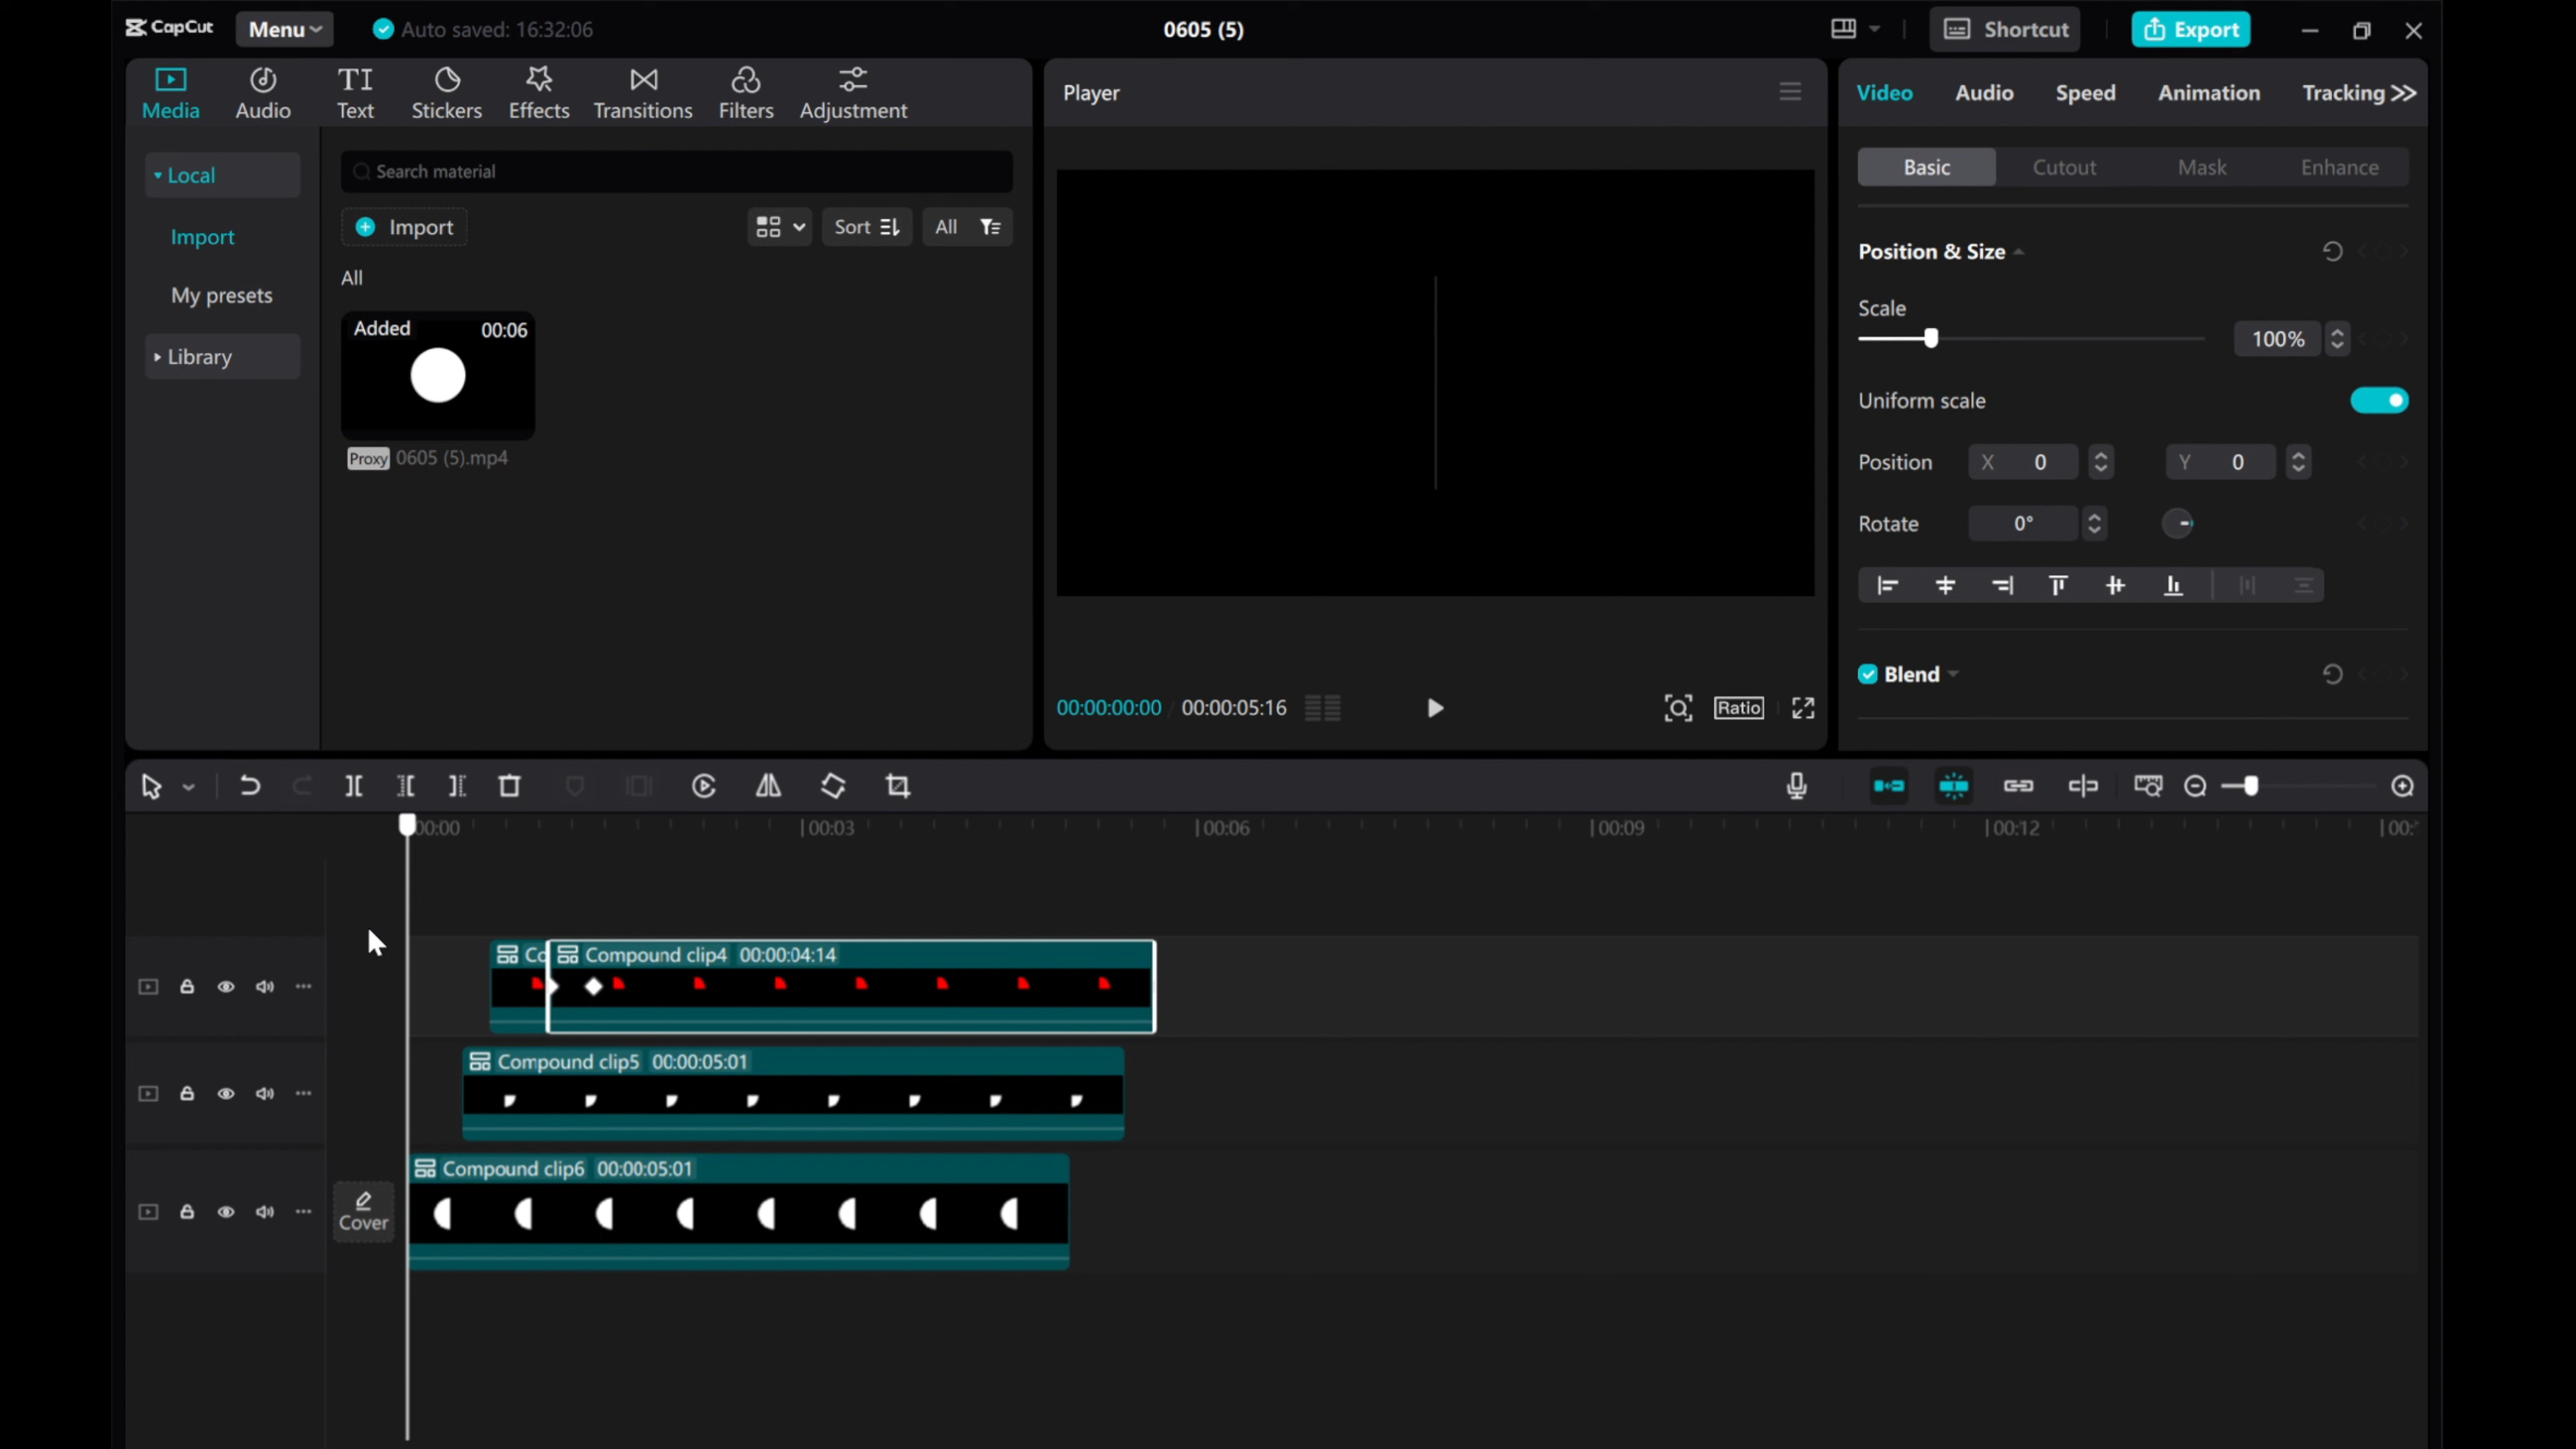 CapCut Menu Auto saved: 16:32:06 0605 (5) Shortcut Export
Media Audio Text Stickers Effects Transitions Filters Adjustment
Local
Import
My presets
Library
Search material
Import Sort All
All
Added 00:06
Proxy 0605 (5).mp4
Player
00:00:00:00 / 00:00:05:16 Ratio
Video Audio Speed Animation Tracking
Basic Cutout Mask Enhance
Position & Size
Scale
100%
Uniform scale
Position X 0 Y 0
Rotate 0°
Blend
00:00 00:03 00:06 00:09 00:12 00:
Co Compound clip4 00:00:04:14
Compound clip5 00:00:05:01
Compound clip6 00:00:05:01
Cover